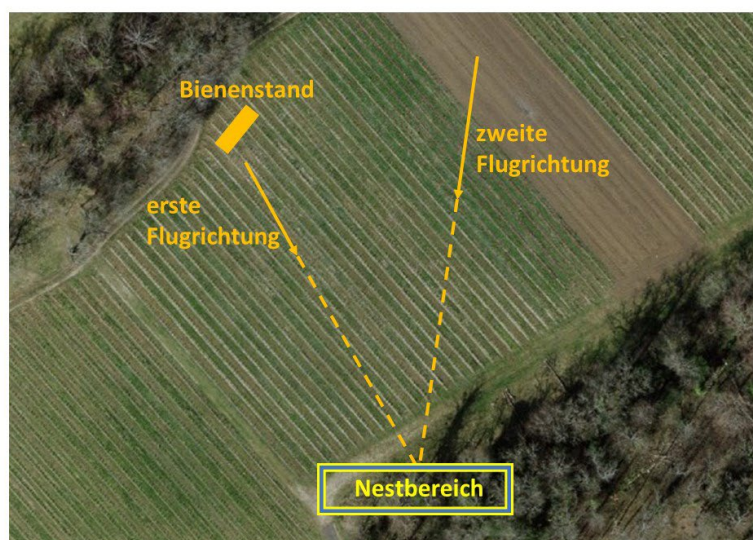 Bienenstand
zweite
Flugrichtung
erste
Flugrichtung
Nestbereich